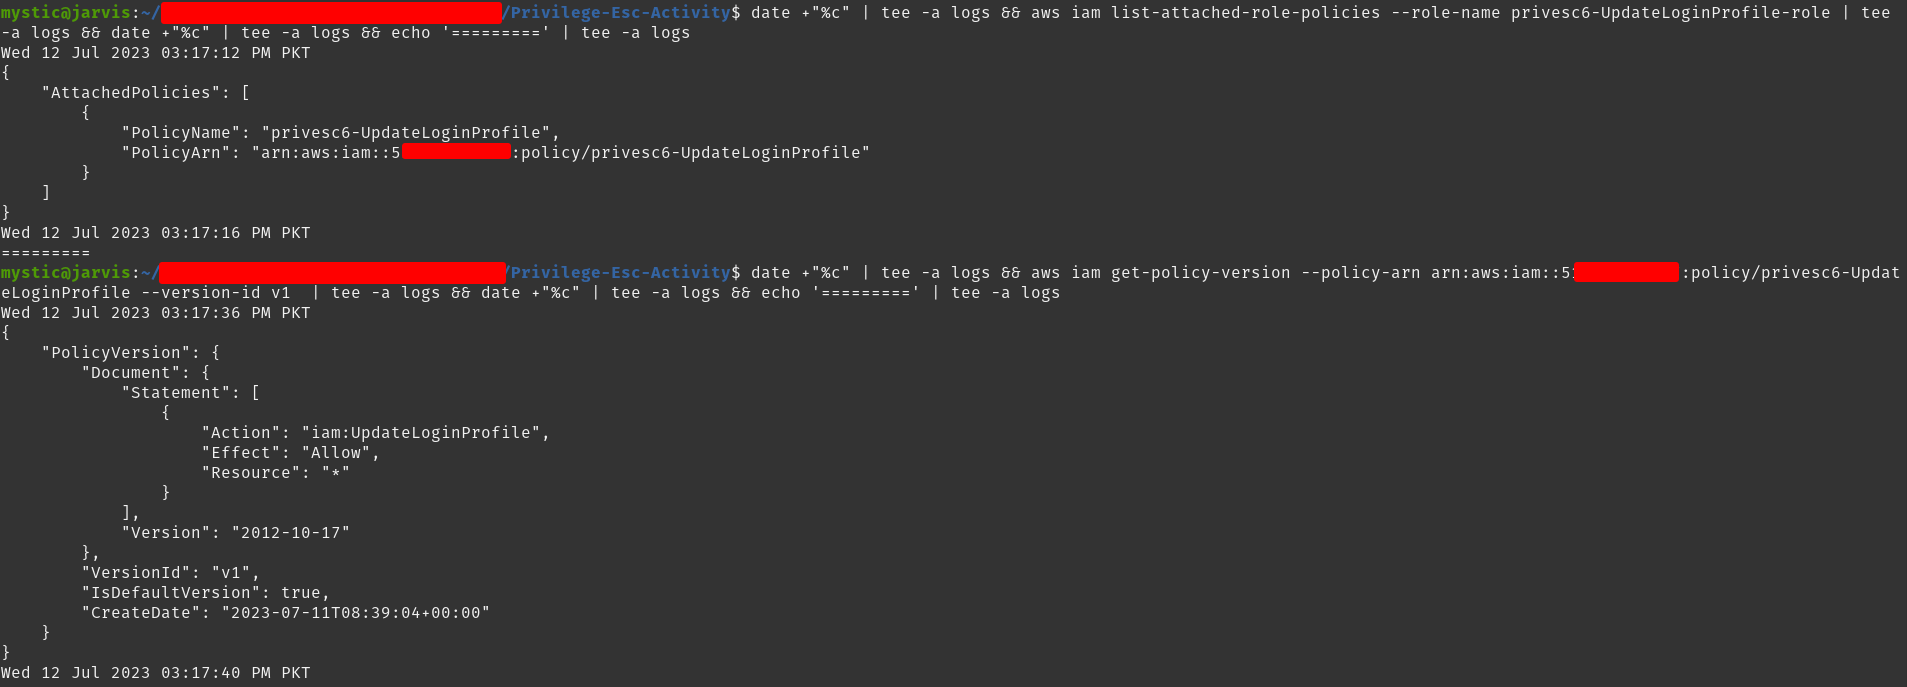 mystic@jarvis:~/ /Privilege-Esc-Activity$ date +"%c" | tee -a logs && aws iam list-attached-role-policies --role-name privesc6-UpdateLoginProfile-role | tee
-a logs && date +"%c" | tee -a logs && echo '=========' | tee -a logs
Wed 12 Jul 2023 03:17:12 PM PKT
{
    "AttachedPolicies": [
        {
            "PolicyName": "privesc6-UpdateLoginProfile",
            "PolicyArn": "arn:aws:iam::5 :policy/privesc6-UpdateLoginProfile"
        }
    ]
}
Wed 12 Jul 2023 03:17:16 PM PKT
=========
mystic@jarvis:~/ /Privilege-Esc-Activity$ date +"%c" | tee -a logs && aws iam get-policy-version --policy-arn arn:aws:iam::5 :policy/privesc6-Updat
eLoginProfile --version-id v1  | tee -a logs && date +"%c" | tee -a logs && echo '=========' | tee -a logs
Wed 12 Jul 2023 03:17:36 PM PKT
{
    "PolicyVersion": {
        "Document": {
            "Statement": [
                {
                    "Action": "iam:UpdateLoginProfile",
                    "Effect": "Allow",
                    "Resource": "*"
                }
            ],
            "Version": "2012-10-17"
        },
        "VersionId": "v1",
        "IsDefaultVersion": true,
        "CreateDate": "2023-07-11T08:39:04+00:00"
    }
}
Wed 12 Jul 2023 03:17:40 PM PKT